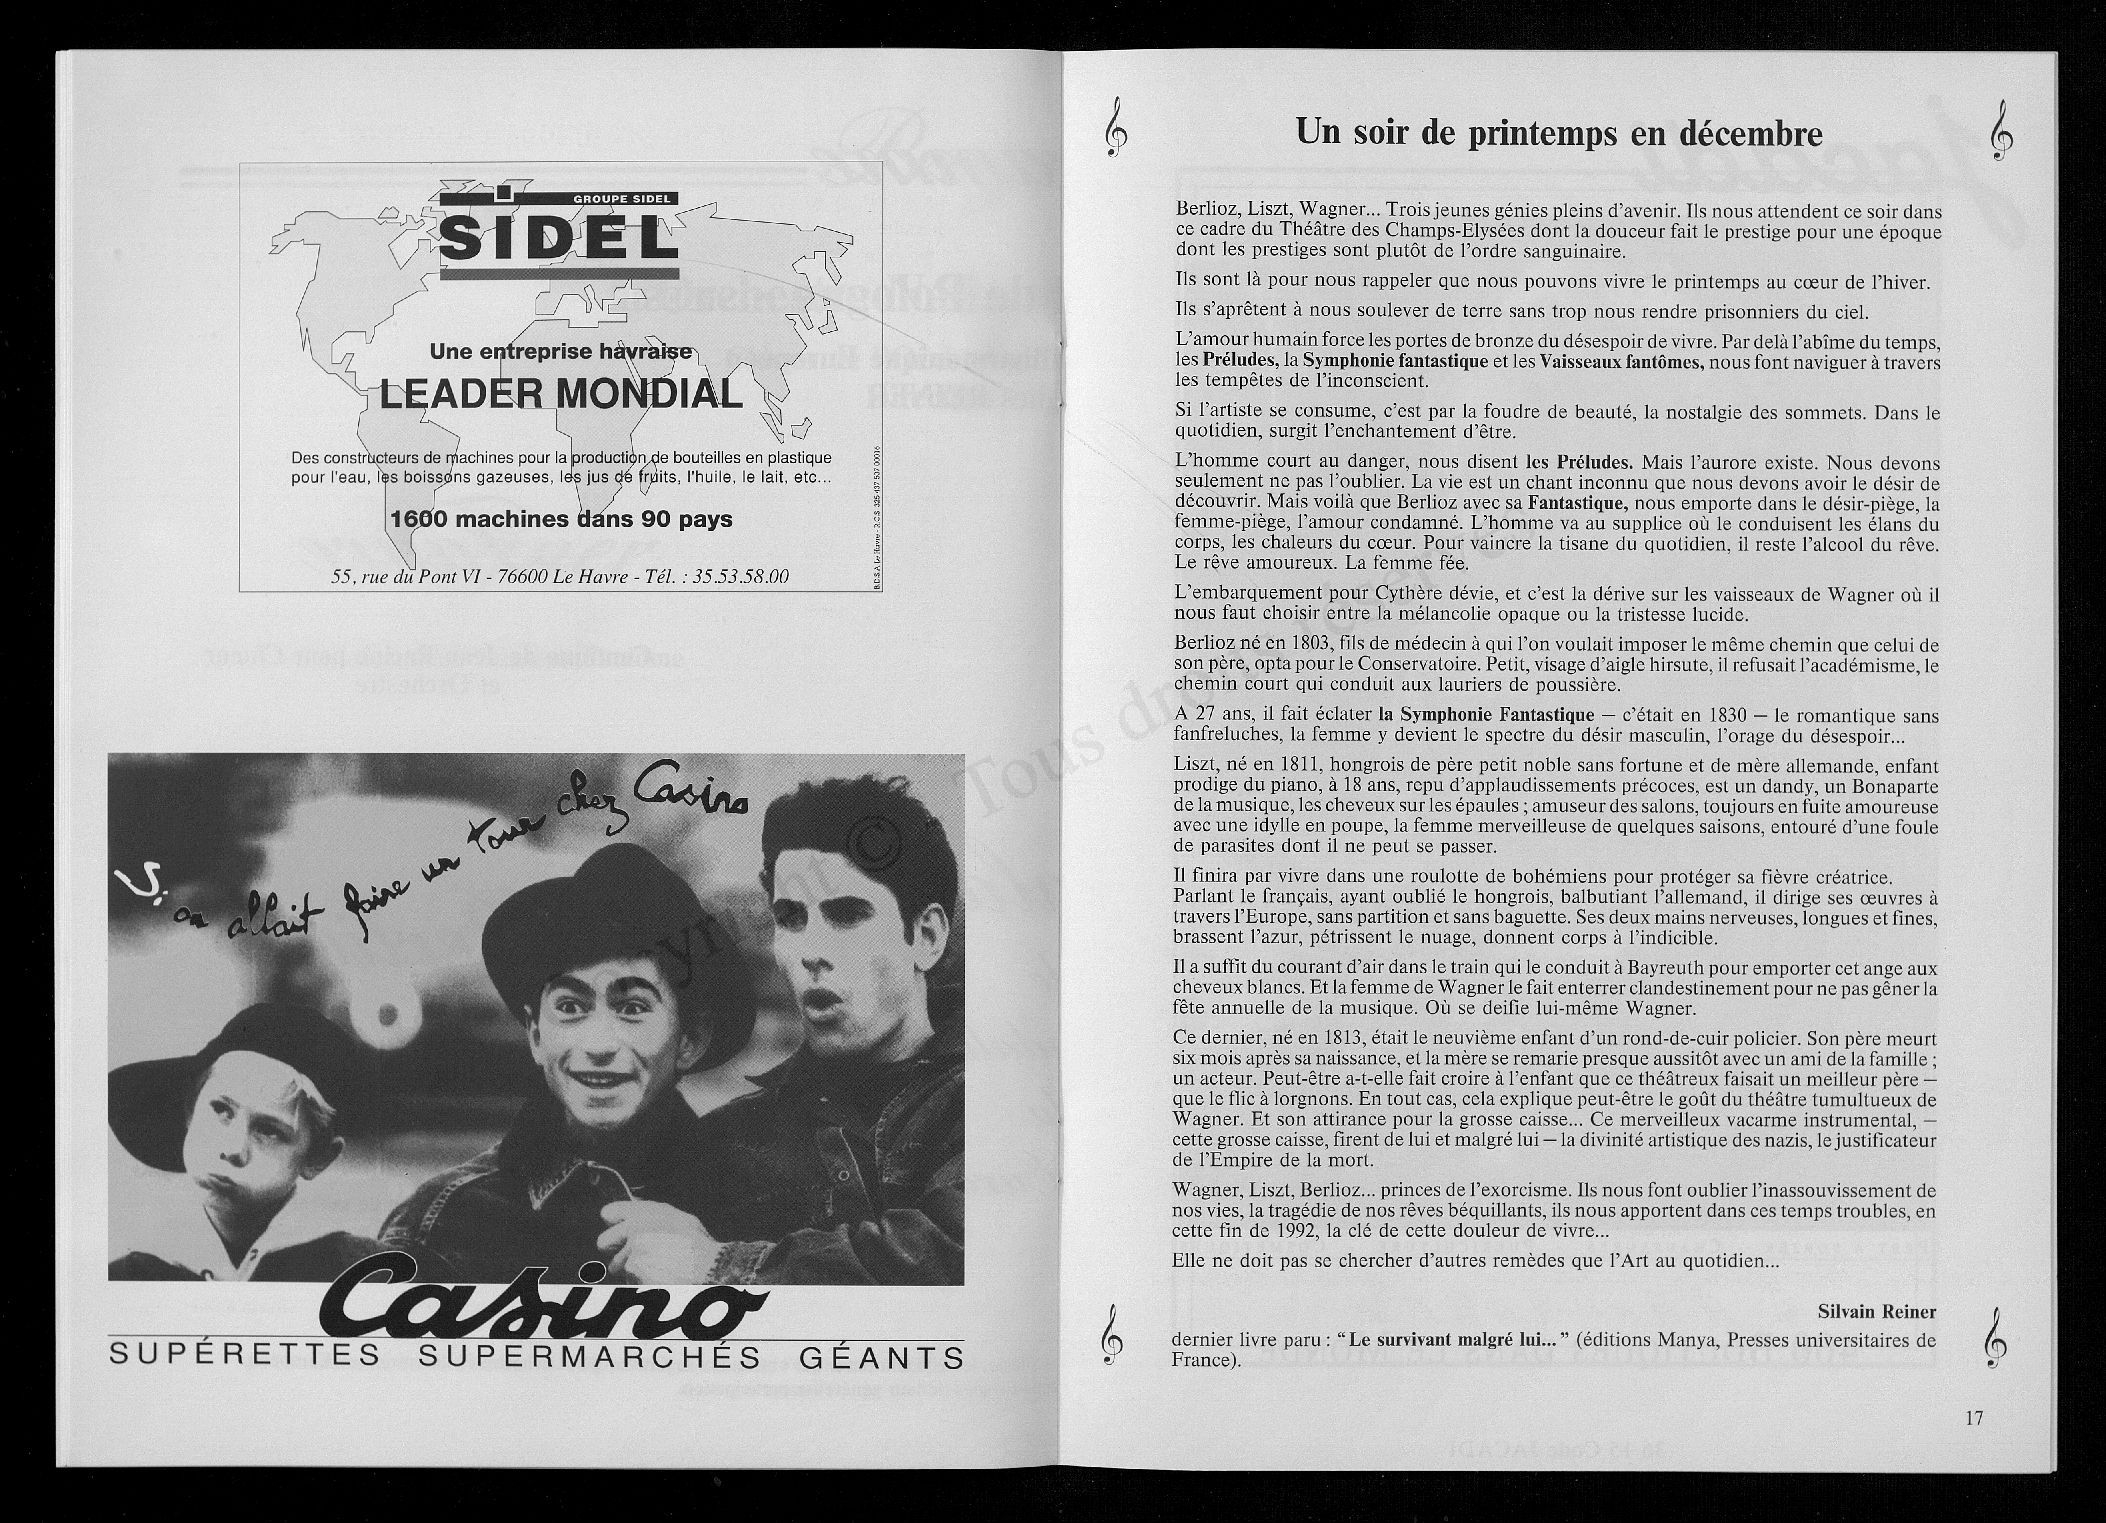 GROUPE SIDEL
SIDEL
Une entreprise havraise
LEADER MONDIAL
Des constructeurs de machines pour la production de bouteilles en plastique
pour l'eau, les boissons gazeuses, les jus de fruits, l'huile, le lait, etc...
1600 machines dans 90 pays
55, rue du Pont VI - 76600 Le Havre - Tél. : 35.53.58.00
Si on allait faire un tour chez Casino
Casino
SUPÉRETTES SUPERMARCHÉS GÉANTS
Un soir de printemps en décembre
Berlioz, Liszt, Wagner... Trois jeunes génies pleins d'avenir. Ils nous attendent ce soir dans
ce cadre du Théâtre des Champs-Elysées dont la douceur fait le prestige pour une époque
dont les prestiges sont plutôt de l'ordre sanguinaire.
Ils sont là pour nous rappeler que nous pouvons vivre le printemps au cœur de l'hiver.
Ils s'aprêtent à nous soulever de terre sans trop nous rendre prisonniers du ciel.
L'amour humain force les portes de bronze du désespoir de vivre. Par delà l'abîme du temps,
les Préludes, la Symphonie fantastique et les Vaisseaux fantômes, nous font naviguer à travers
les tempêtes de l'inconscient.
Si l'artiste se consume, c'est par la foudre de beauté, la nostalgie des sommets. Dans le
quotidien, surgit l'enchantement d'être.
L'homme court au danger, nous disent les Préludes. Mais l'aurore existe. Nous devons
seulement ne pas l'oublier. La vie est un chant inconnu que nous devons avoir le désir de
découvrir. Mais voilà que Berlioz avec sa Fantastique, nous emporte dans le désir-piège, la
femme-piège, l'amour condamné. L'homme va au supplice où le conduisent les élans du
corps, les chaleurs du cœur. Pour vaincre la tisane du quotidien, il reste l'alcool du rêve.
Le rêve amoureux. La femme fée.
L'embarquement pour Cythère dévie, et c'est la dérive sur les vaisseaux de Wagner où il
nous faut choisir entre la mélancolie opaque ou la tristesse lucide.
Berlioz né en 1803, fils de médecin à qui l'on voulait imposer le même chemin que celui de
son père, opta pour le Conservatoire. Petit, visage d'aigle hirsute, il refusait l'académisme, le
chemin court qui conduit aux lauriers de poussière.
A 27 ans, il fait éclater la Symphonie Fantastique — c'était en 1830 — le romantique sans
fanfreluches, la femme y devient le spectre du désir masculin, l'orage du désespoir...
Liszt, né en 1811, hongrois de père petit noble sans fortune et de mère allemande, enfant
prodige du piano, à 18 ans, repu d'applaudissements précoces, est un dandy, un Bonaparte
de la musique, les cheveux sur les épaules ; amuseur des salons, toujours en fuite amoureuse
avec une idylle en poupe, la femme merveilleuse de quelques saisons, entouré d'une foule
de parasites dont il ne peut se passer.
Il finira par vivre dans une roulotte de bohémiens pour protéger sa fièvre créatrice.
Parlant le français, ayant oublié le hongrois, balbutiant l'allemand, il dirige ses œuvres à
travers l'Europe, sans partition et sans baguette. Ses deux mains nerveuses, longues et fines,
brassent l'azur, pétrissent le nuage, donnent corps à l'indicible.
Il a suffit du courant d'air dans le train qui le conduit à Bayreuth pour emporter cet ange aux
cheveux blancs. Et la femme de Wagner le fait enterrer clandestinement pour ne pas gêner la
fête annuelle de la musique. Où se deifie lui-même Wagner.
Ce dernier, né en 1813, était le neuvième enfant d'un rond-de-cuir policier. Son père meurt
six mois après sa naissance, et la mère se remarie presque aussitôt avec un ami de la famille ;
un acteur. Peut-être a-t-elle fait croire à l'enfant que ce théâtreux faisait un meilleur père —
que le flic à lorgnons. En tout cas, cela explique peut-être le goût du théâtre tumultueux de
Wagner. Et son attirance pour la grosse caisse... Ce merveilleux vacarme instrumental, —
cette grosse caisse, firent de lui et malgré lui — la divinité artistique des nazis, le justificateur
de l'Empire de la mort.
Wagner, Liszt, Berlioz... princes de l'exorcisme. Ils nous font oublier l'inassouvissement de
nos vies, la tragédie de nos rêves béquillants, ils nous apportent dans ces temps troubles, en
cette fin de 1992, la clé de cette douleur de vivre...
Elle ne doit pas se chercher d'autres remèdes que l'Art au quotidien...
Silvain Reiner
dernier livre paru : “Le survivant malgré lui...” (éditions Manya, Presses universitaires de
France).
17